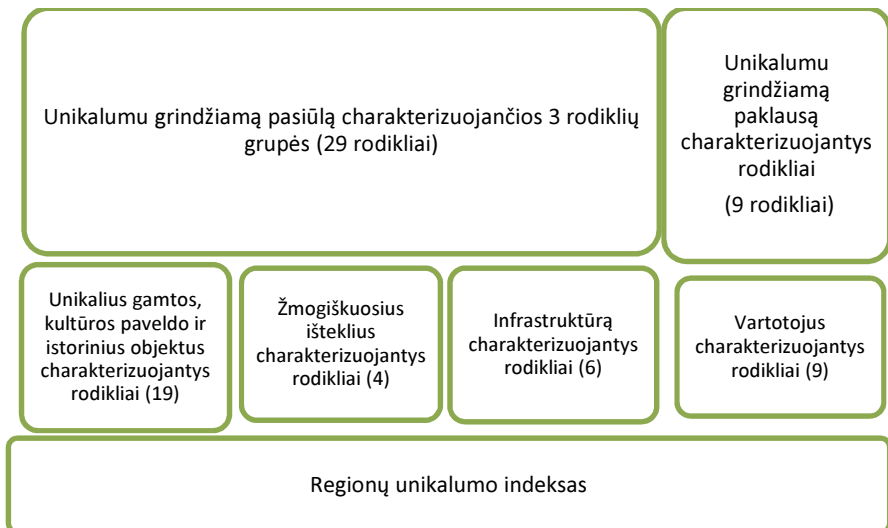 Unikalumu grindžiamą pasiūlą charakterizuojančios 3 rodiklių
grupės (29 rodikliai)
Unikalumu
grindžiamą
paklausą
charakterizuojantys
rodikliai
(9 rodikliai)
Unikalius gamtos,
kultūros paveldo ir
istorinius objektus
charakterizuojantys
rodikliai (19)
Žmogiškuosius
išteklius
charakterizuojantys
rodikliai (4)
Infrastruktūrą
charakterizuojantys
rodikliai (6)
Vartotojus
charakterizuojantys
rodikliai (9)
Regionų unikalumo indeksas